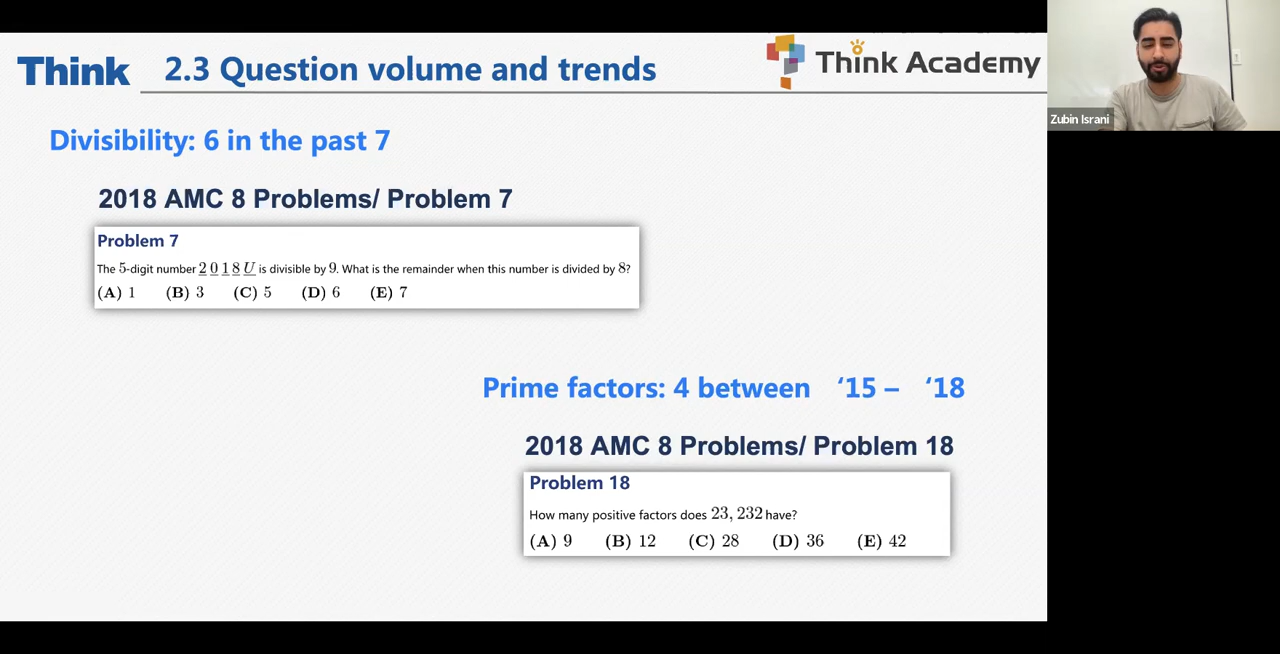 Think 2.3 Question volume and trends
Think Academy
Zubin Israni
Divisibility: 6 in the past 7
2018 AMC 8 Problems/ Problem 7
Problem 7
The 5-digit number 2 0 1 8 U is divisible by 9. What is the remainder when this number is divided by 8?
(A) 1 (B) 3 (C) 5 (D) 6 (E) 7
Prime factors: 4 between ‘15 – ‘18
2018 AMC 8 Problems/ Problem 18
Problem 18
How many positive factors does 23, 232 have?
(A) 9 (B) 12 (C) 28 (D) 36 (E) 42